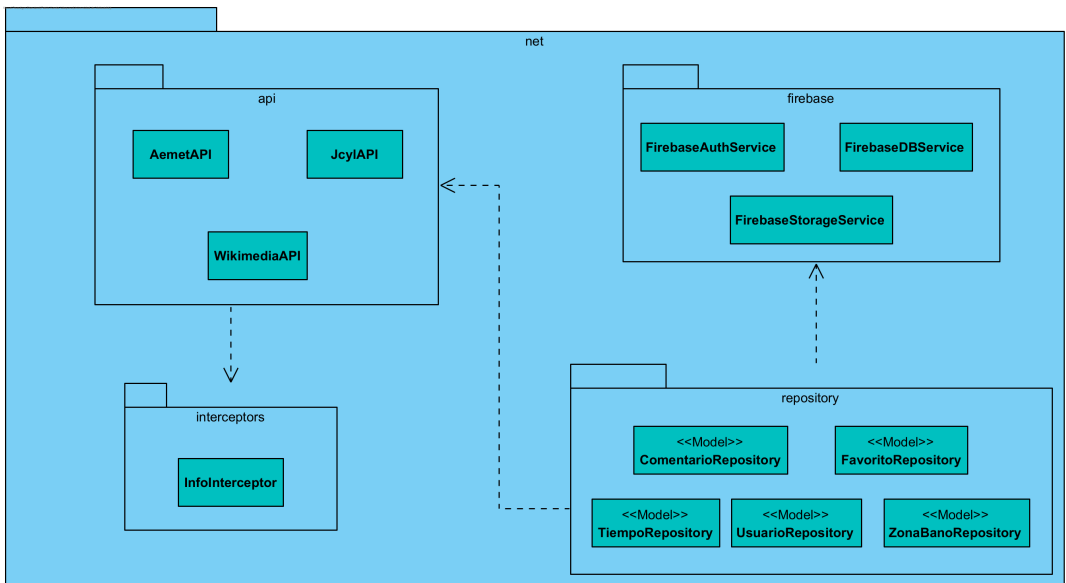 net
api
AemetAPI
JcylAPI
WikimediaAPI
firebase
FirebaseAuthService
FirebaseDBService
FirebaseStorageService
interceptors
InfoInterceptor
repository
<<Model>>
ComentarioRepository
<<Model>>
FavoritoRepository
<<Model>>
TiempoRepository
<<Model>>
UsuarioRepository
<<Model>>
ZonaBanoRepository